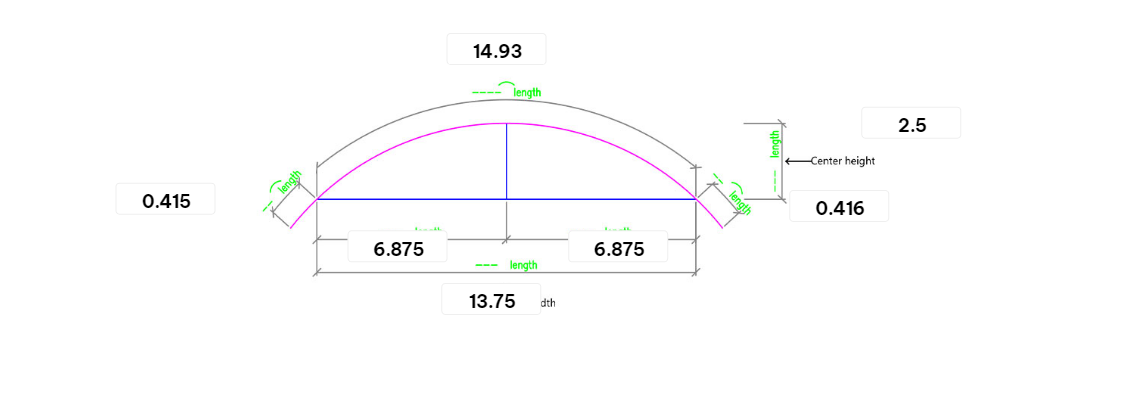 14.93
---- length
2.5
length
Center height
---
-- length
-- length
0.415
0.416
6.875
6.875
--- length
13.75
dth